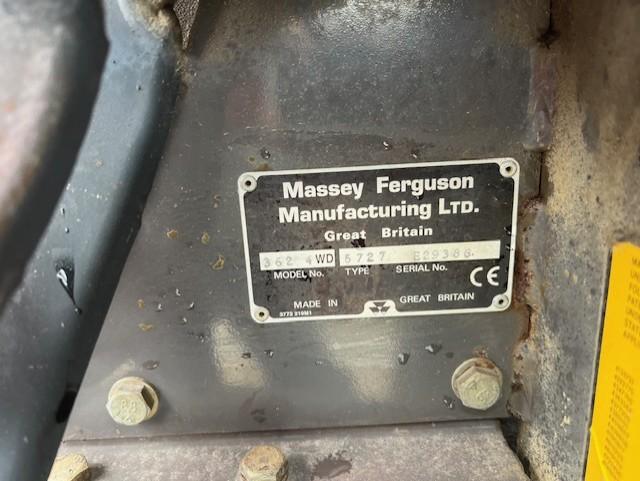 Massey Ferguson
Manufacturing LTD.
Great Britain
362 4WD 5727 E29386
MODEL No. TYPE SERIAL No.
CE
MADE IN GREAT BRITAIN